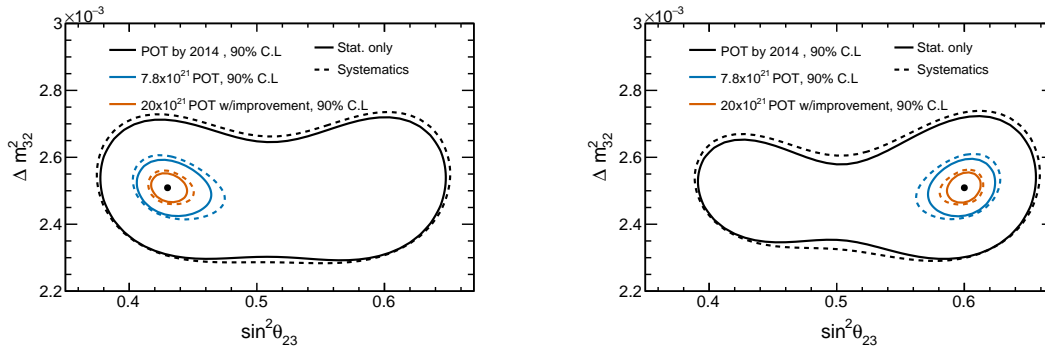 ×10⁻³
3
2.8
2.6
2.4
2.2
Δ m²₃₂
POT by 2014 , 90% C.L
7.8x10²¹ POT, 90% C.L
20x10²¹ POT w/improvement, 90% C.L
Stat. only
Systematics
0.4 0.5 0.6
sin²θ₂₃
×10⁻³
3
2.8
2.6
2.4
2.2
Δ m²₃₂
POT by 2014 , 90% C.L
7.8x10²¹ POT, 90% C.L
20x10²¹ POT w/improvement, 90% C.L
Stat. only
Systematics
0.4 0.5 0.6
sin²θ₂₃